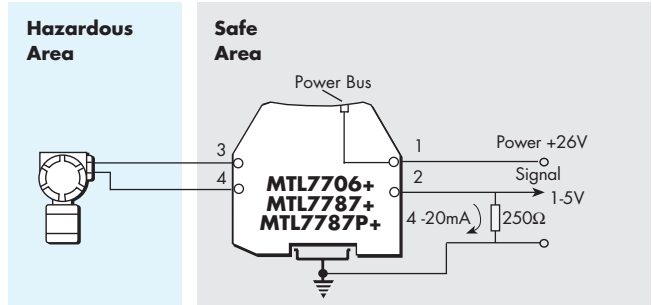 Hazardous
Area
Safe
Area
Power Bus
3
4
1
2
MTL7706+
MTL7787+
MTL7787P+
Power +26V
Signal
1-5V
4 -20mA
250Ω